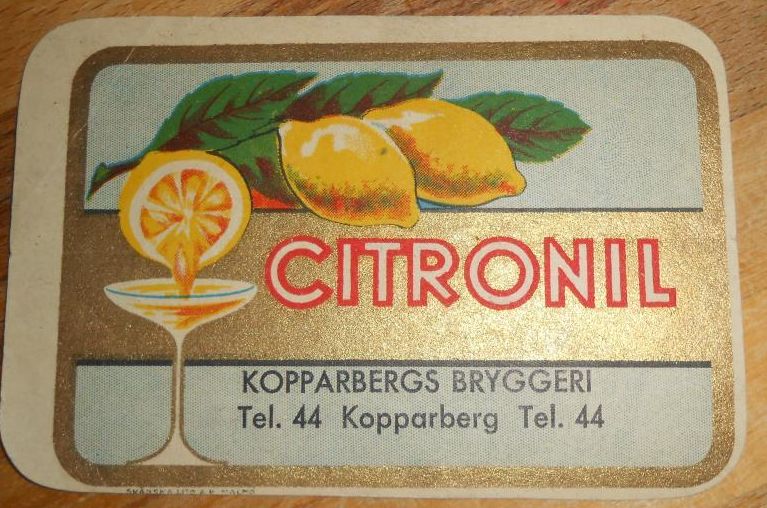 CITRONIL
KOPPARBERGS BRYGGERI
Tel. 44 Kopparberg Tel. 44